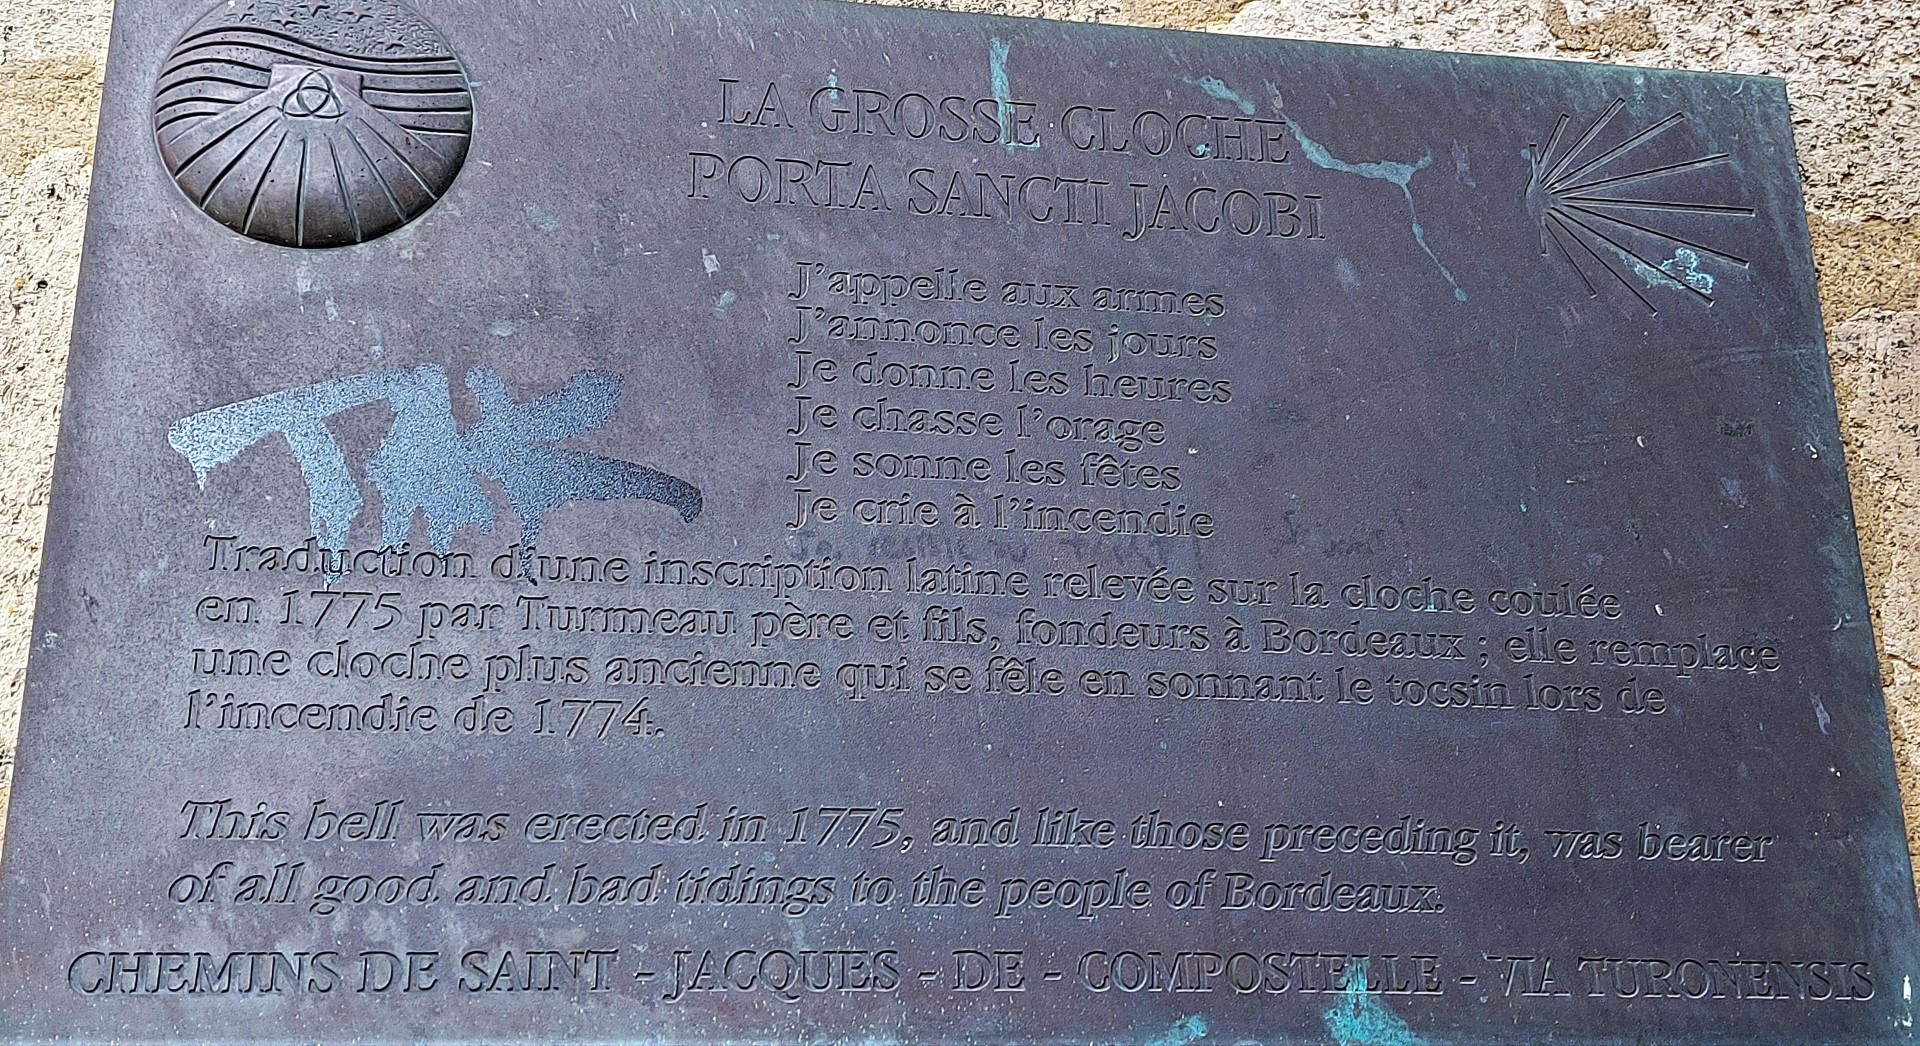 LA GROSSE CLOCHE
PORTA SANCTI JACOBI
J'appelle aux armes
J'annonce les jours
Je donne les heures
Je chasse l'orage
Je sonne les fêtes
Je crie à l'incendie
Traduction d'une inscription latine relevée sur la cloche coulée
en 1775 par Turmeau père et fils, fondeurs à Bordeaux ; elle remplace
une cloche plus ancienne qui se fêle en sonnant le tocsin lors de
l'incendie de 1774.
This bell was erected in 1775, and like those preceding it, was bearer
of all good and bad tidings to the people of Bordeaux.
CHEMINS DE SAINT - JACQUES - DE - COMPOSTELLE - VIA TURONENSIS